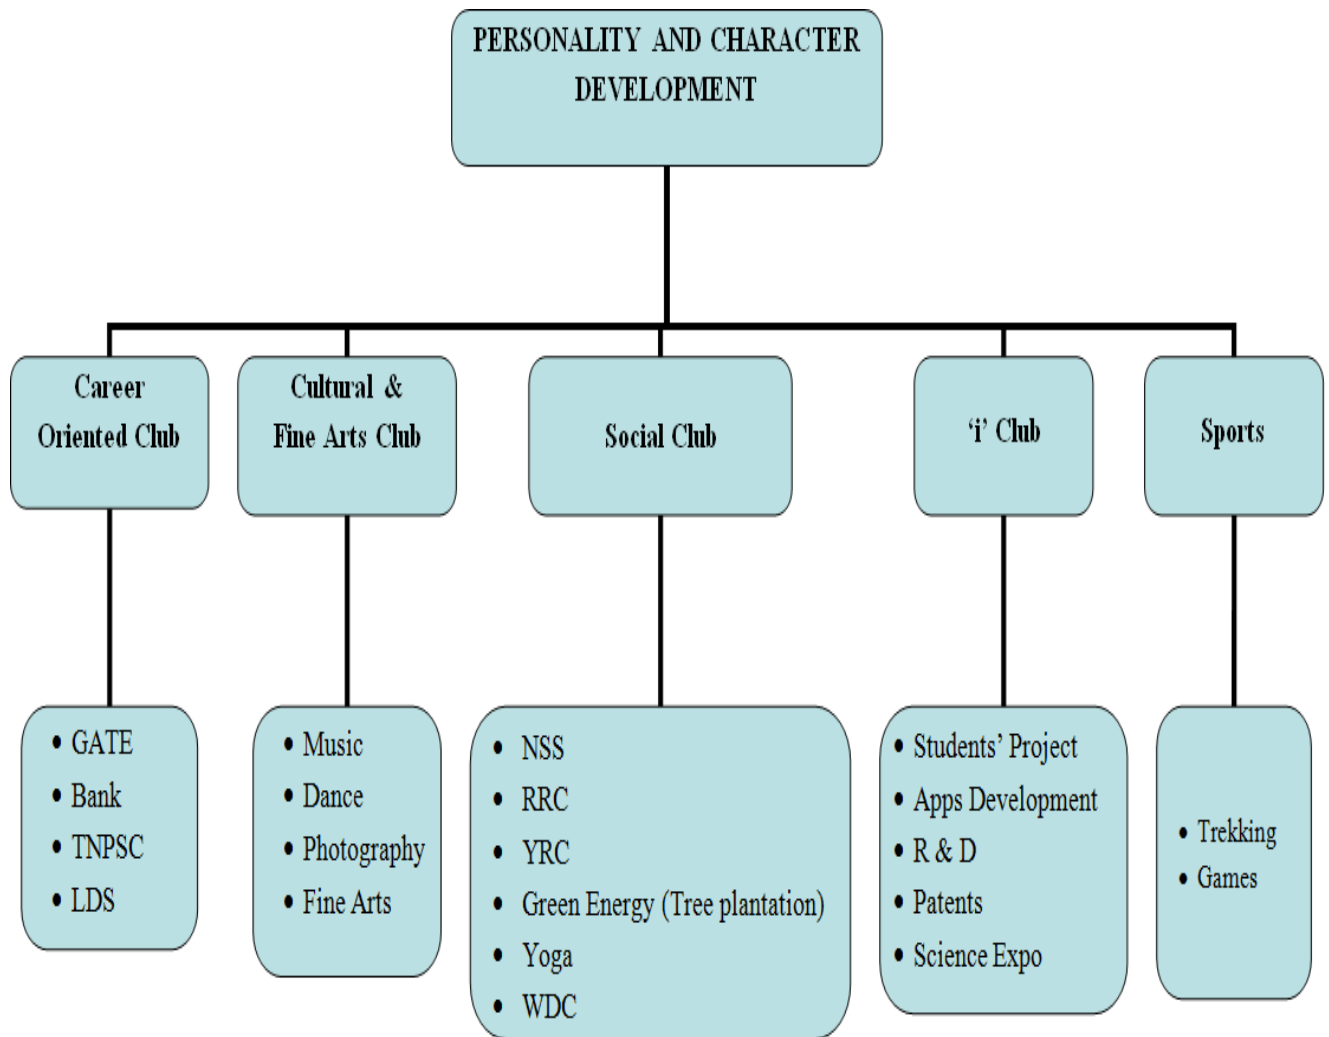 PERSONALITY AND CHARACTER
DEVELOPMENT
Career
Oriented Club
Cultural &
Fine Arts Club
Social Club
‘i’ Club
Sports
• GATE
• Bank
• TNPSC
• LDS
• Music
• Dance
• Photography
• Fine Arts
• NSS
• RRC
• YRC
• Green Energy (Tree plantation)
• Yoga
• WDC
• Students’ Project
• Apps Development
• R & D
• Patents
• Science Expo
• Trekking
• Games